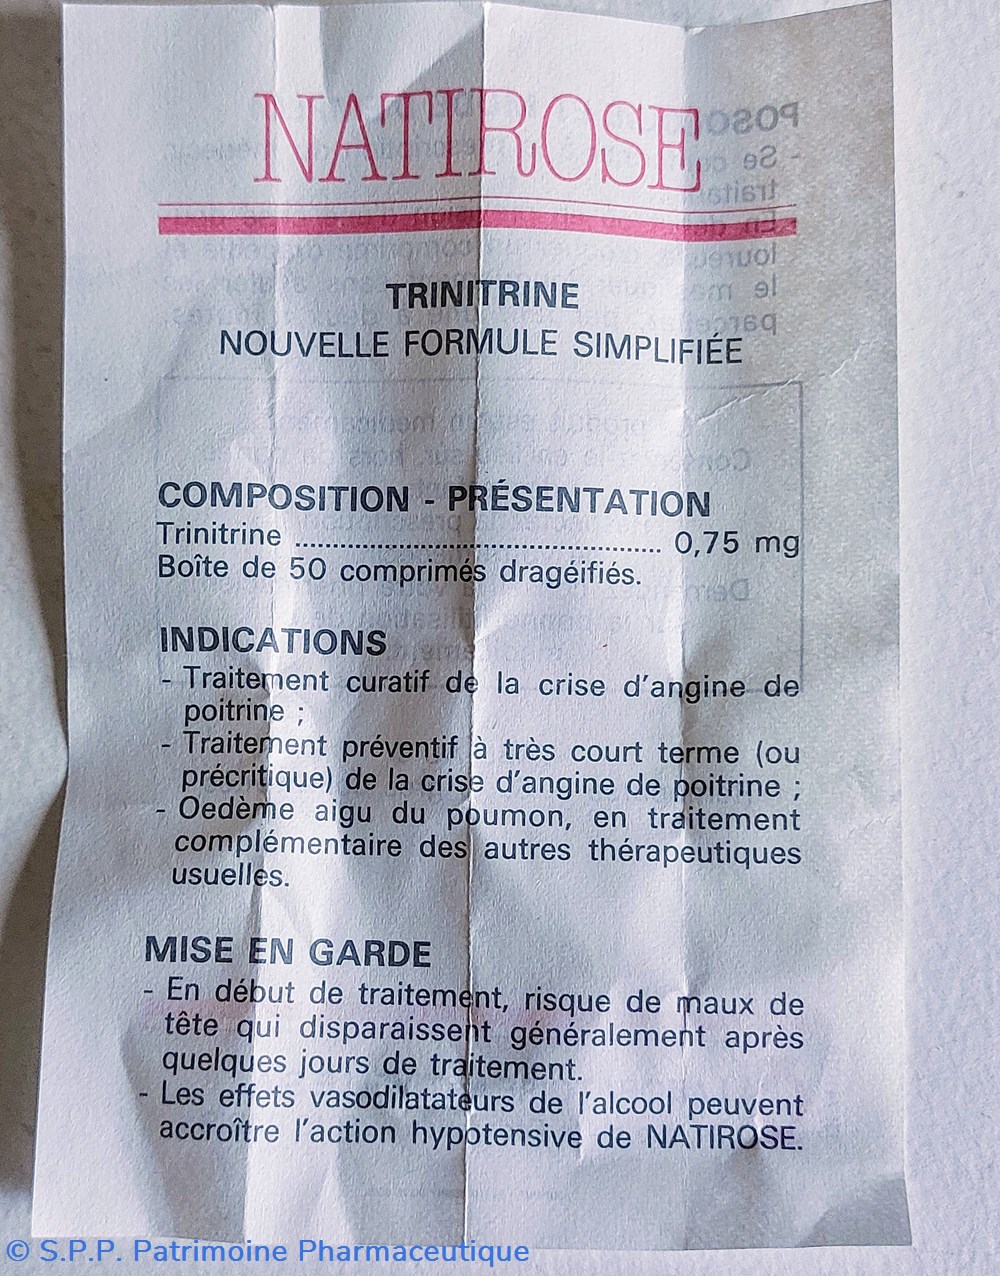 NATIROSE
TRINITRINE
NOUVELLE FORMULE SIMPLIFIÉE
COMPOSITION - PRÉSENTATION
Trinitrine ............................................. 0,75 mg
Boîte de 50 comprimés dragéifiés.
INDICATIONS
- Traitement curatif de la crise d'angine de
poitrine ;
- Traitement préventif à très court terme (ou
précritique) de la crise d'angine de poitrine ;
- Oedème aigu du poumon, en traitement
complémentaire des autres thérapeutiques
usuelles.
MISE EN GARDE
- En début de traitement, risque de maux de
tête qui disparaissent généralement après
quelques jours de traitement.
- Les effets vasodilatateurs de l'alcool peuvent
accroître l'action hypotensive de NATIROSE.
© S.P.P. Patrimoine Pharmaceutique